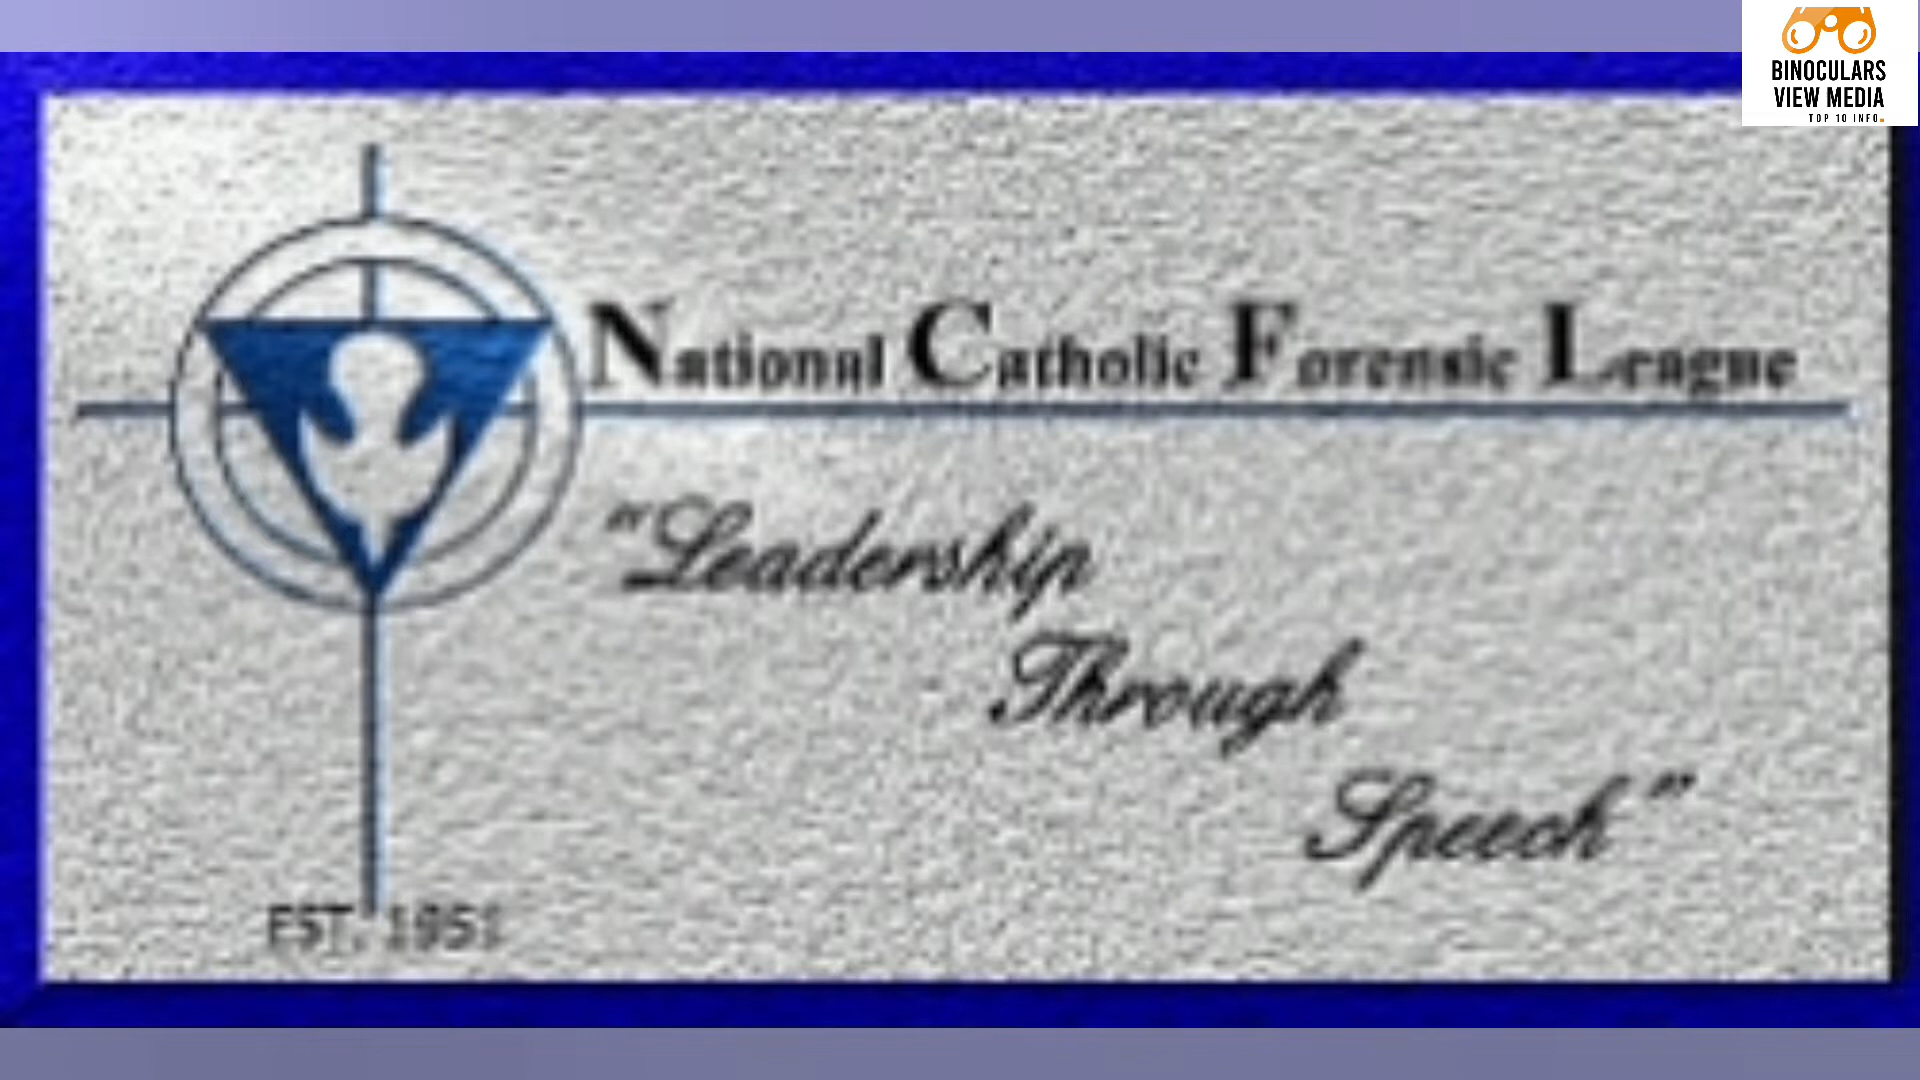 BINOCULARS
VIEW MEDIA
TOP 10 INFO.
National Catholic Forensic League
"Leadership
Through
Speech"
EST. 1951